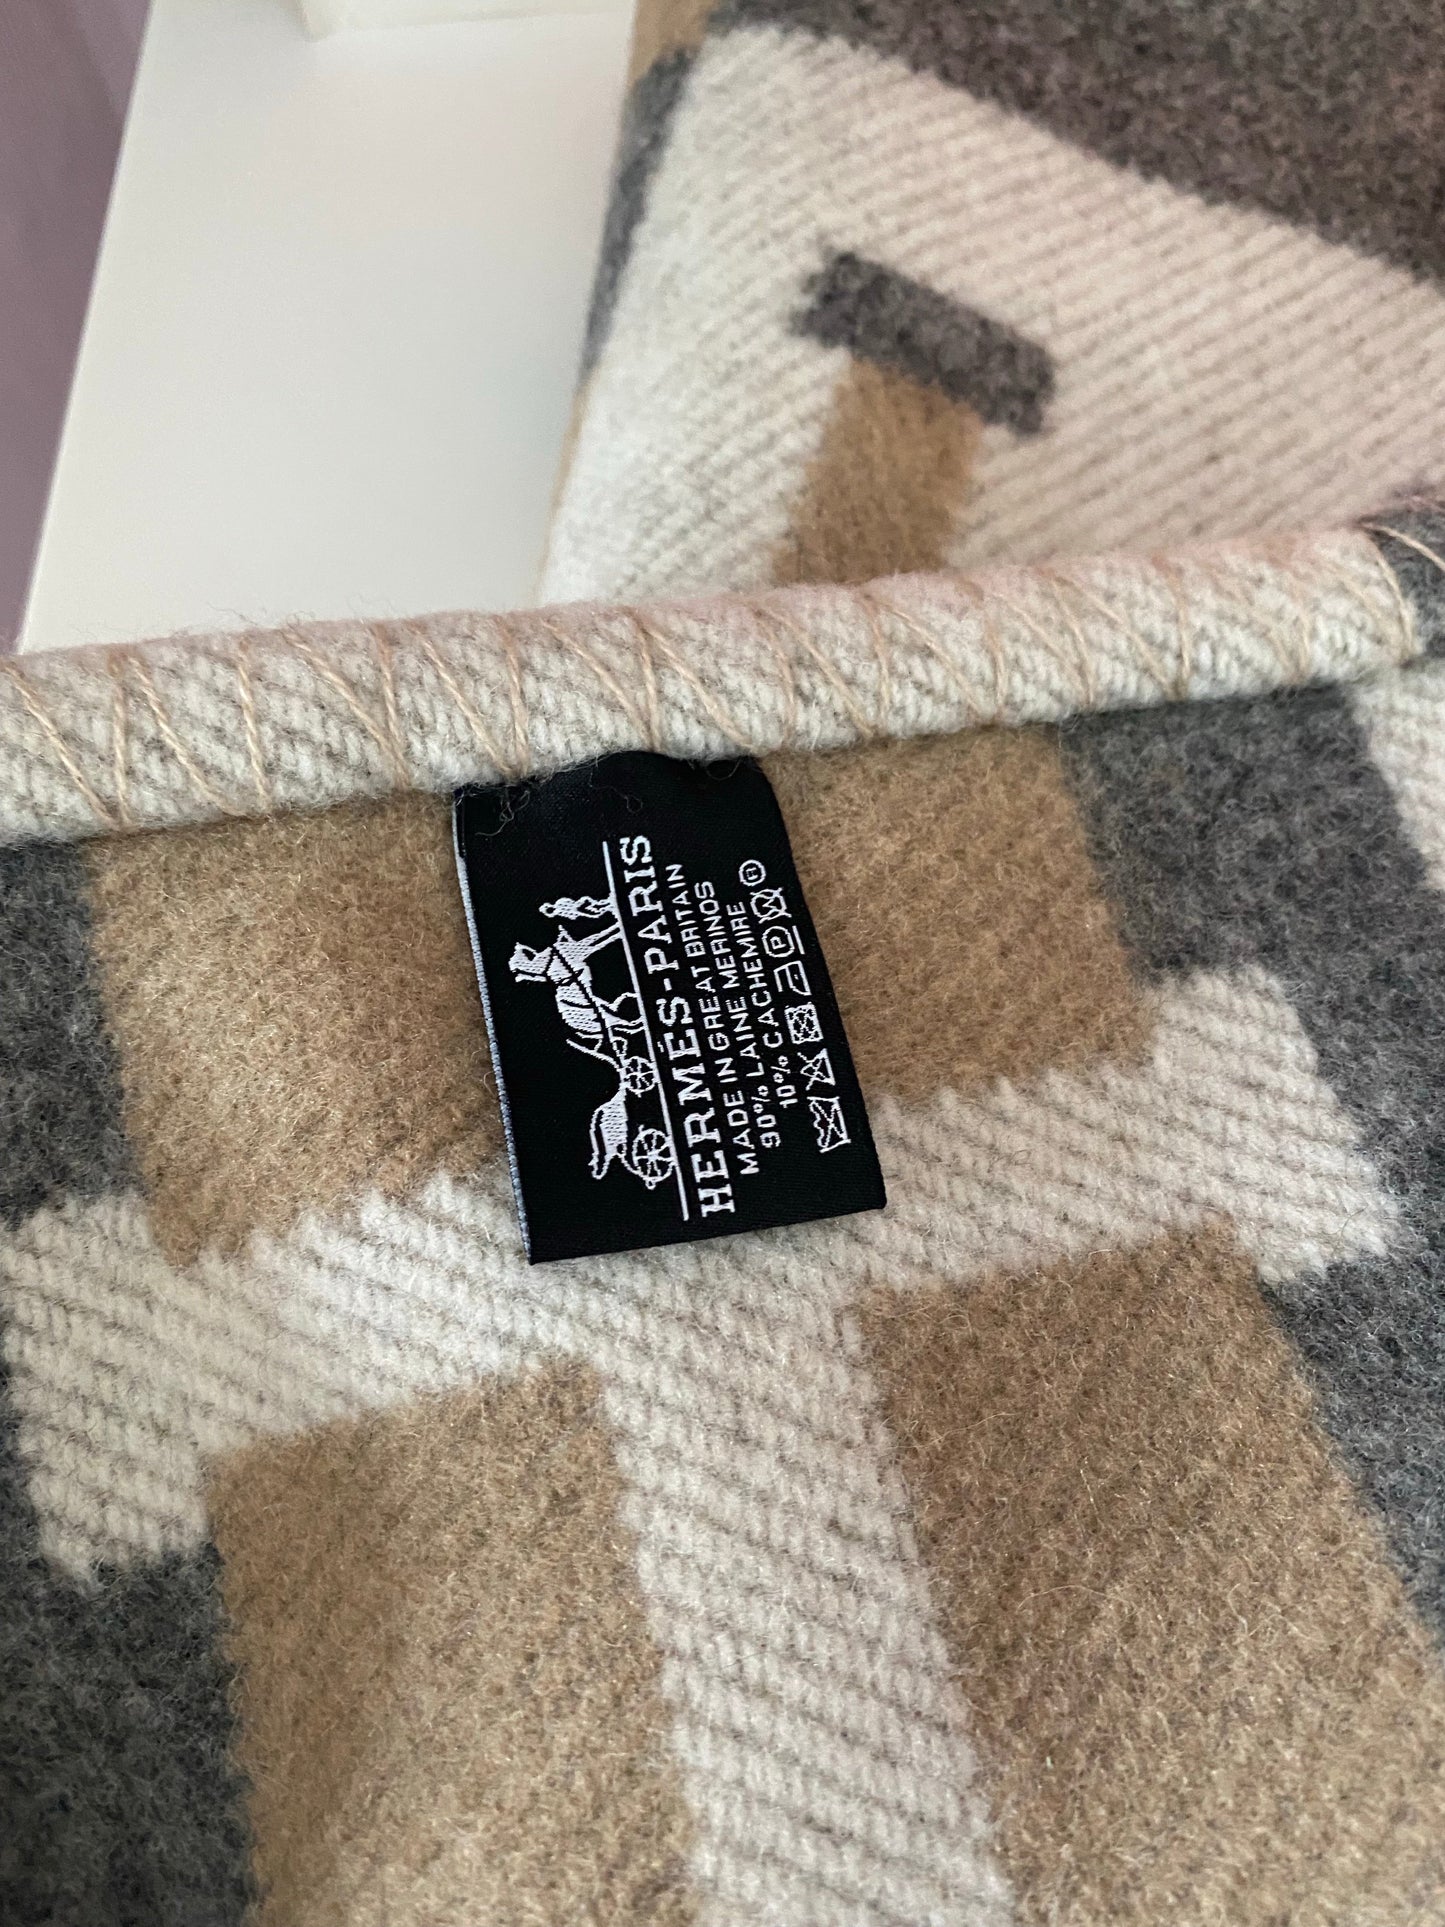 HERMÈS-PARIS
MADE IN GREAT BRITAIN
90% LAINE MERINOS
10% CACHEMIRE
P